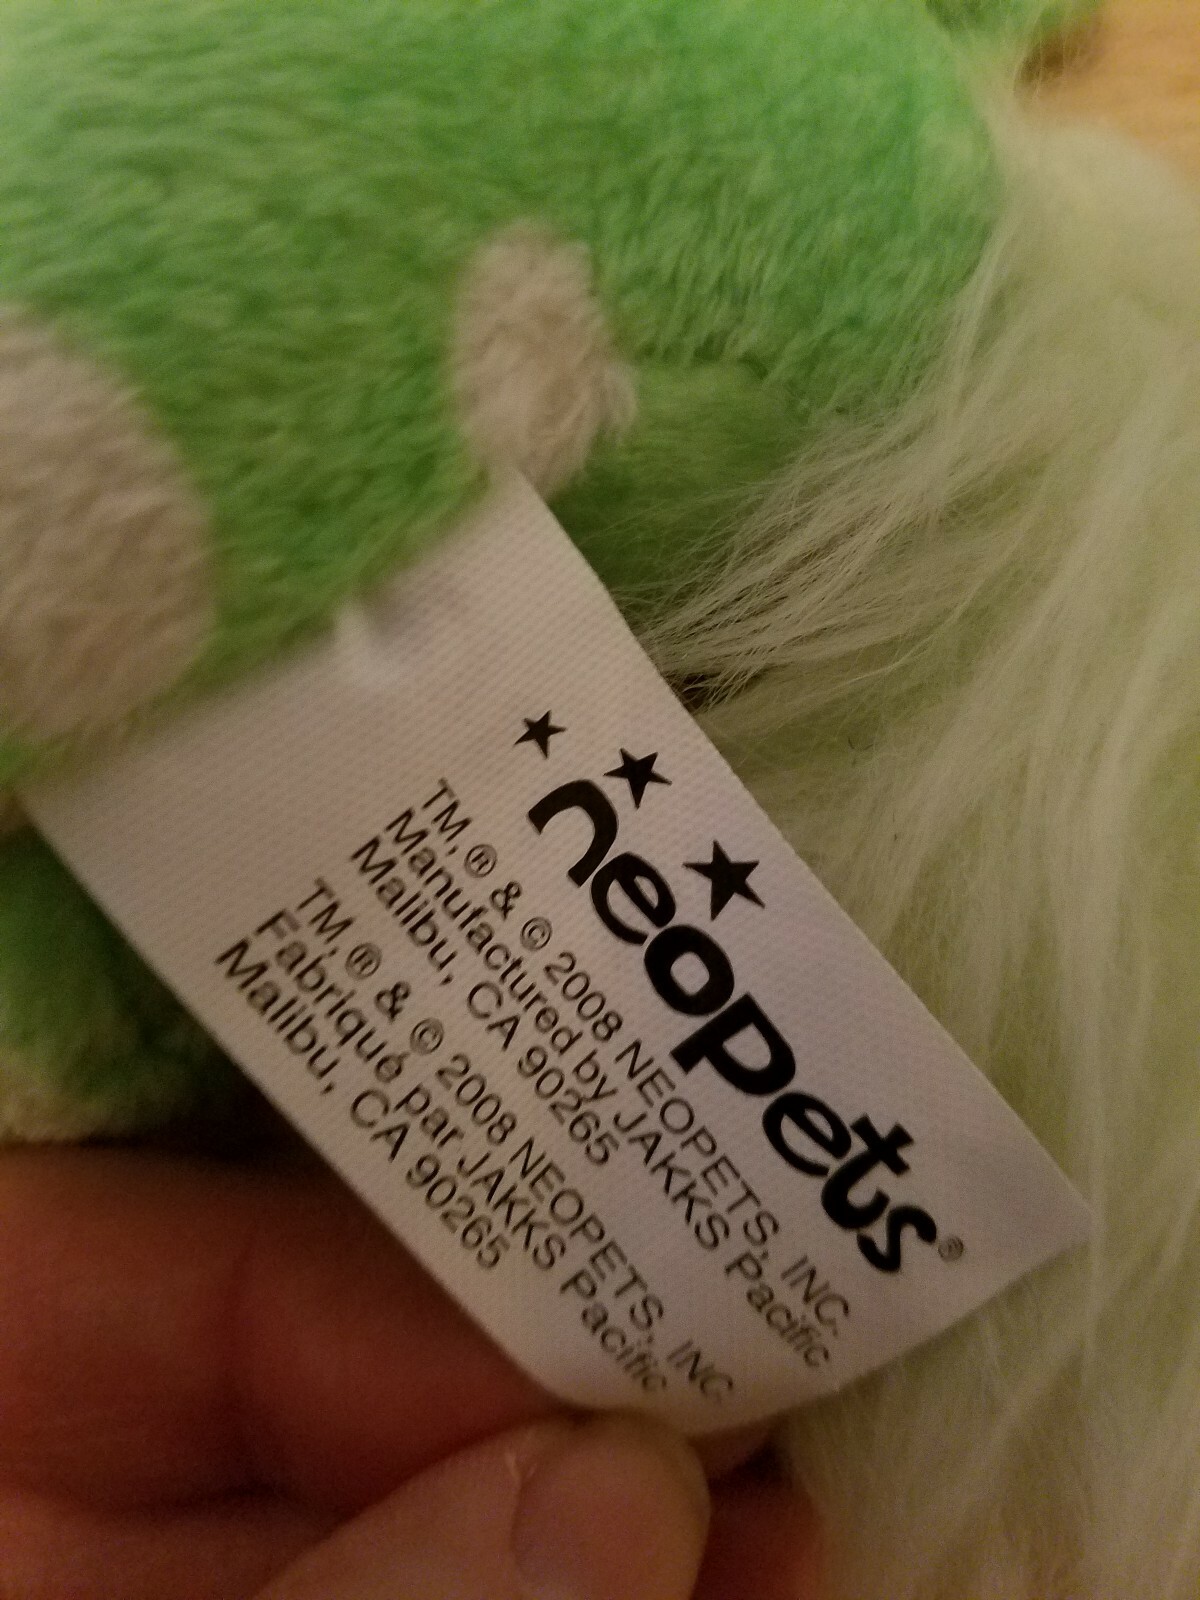 neopets®
TM, ® & © 2008 NEOPETS, INC.
Manufactured by JAKKS Pacific
Malibu, CA 90265
TM, ® & © 2008 NEOPETS, INC.
Fabriqué par JAKKS Pacific
Malibu, CA 90265